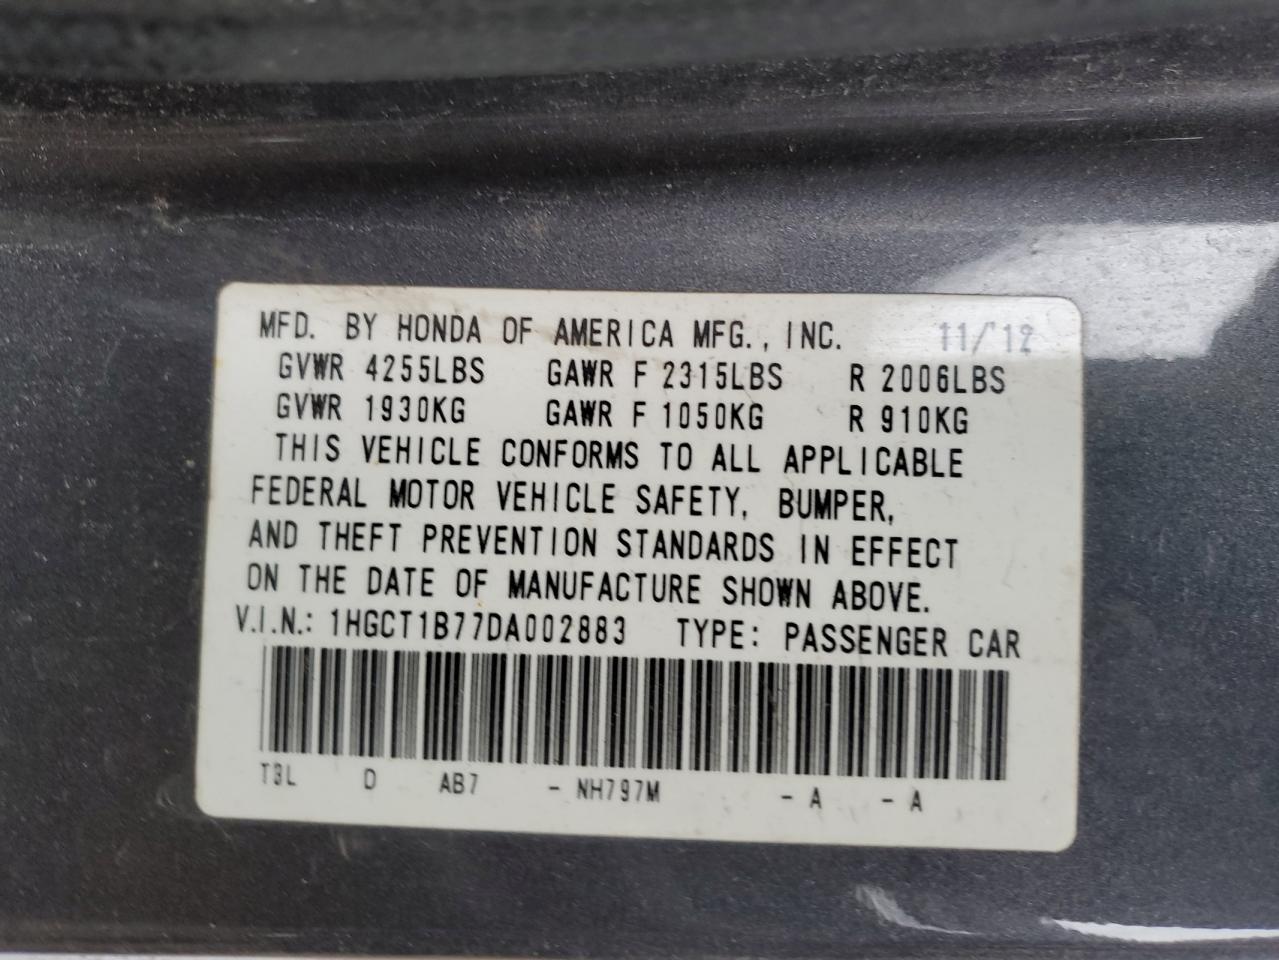 MFD. BY HONDA OF AMERICA MFG., INC. 11/12
GVWR 4255LBS GAWR F 2315LBS R 2006LBS
GVWR 1930KG GAWR F 1050KG R 910KG
THIS VEHICLE CONFORMS TO ALL APPLICABLE
FEDERAL MOTOR VEHICLE SAFETY, BUMPER,
AND THEFT PREVENTION STANDARDS IN EFFECT
ON THE DATE OF MANUFACTURE SHOWN ABOVE.
V.I.N.: 1HGCT1B77DA002883 TYPE: PASSENGER CAR
T3L D AB7 - NH797M - A - A